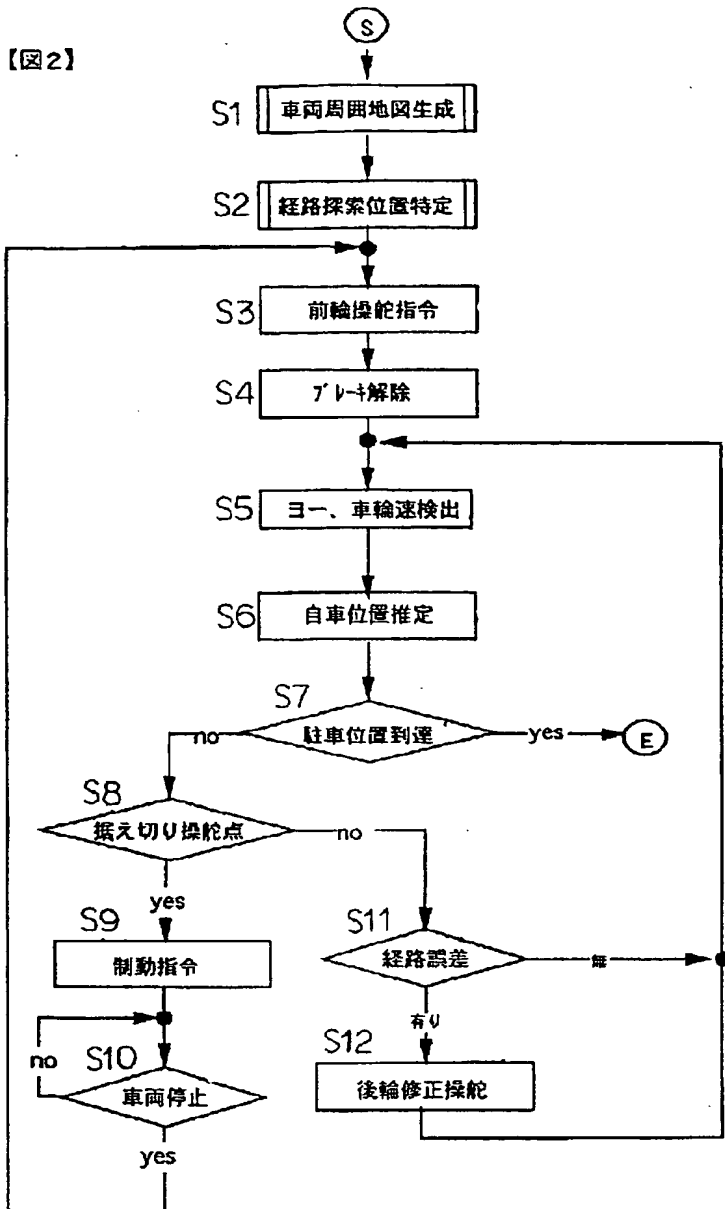 S
【図2】
S1 車両周囲地図生成
S2 経路探索位置特定
S3 前輪操舵指令
S4 ブレーキ解除
S5 ヨー、車輪速検出
S6 自車位置推定
S7
駐車位置到達
no
yes
E
S8
据え切り操舵点
no
yes
S9
制動指令
S11
経路誤差
無
有り
S10
車両停止
no
yes
S12
後輪修正操舵